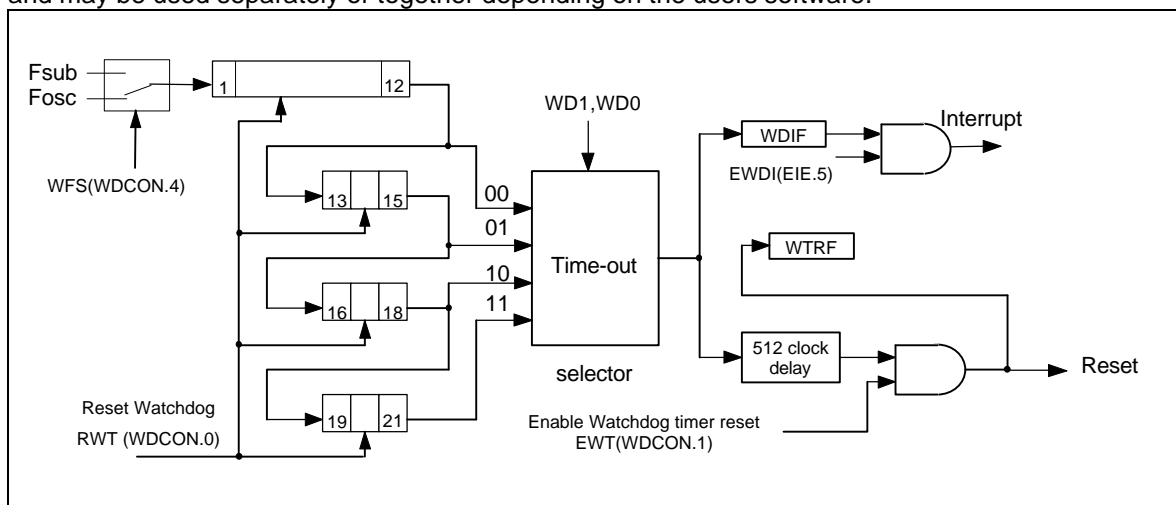 and may be used separately or together depending on the users software.
Fsub
Fosc
1
12
WFS(WDCON.4)
13
15
16
18
19
21
Reset Watchdog
RWT (WDCON.0)
WD1,WD0
00
01
10
11
Time-out
selector
WDIF
EWDI(EIE.5)
Interrupt
WTRF
512 clock
delay
Reset
Enable Watchdog timer reset
EWT(WDCON.1)